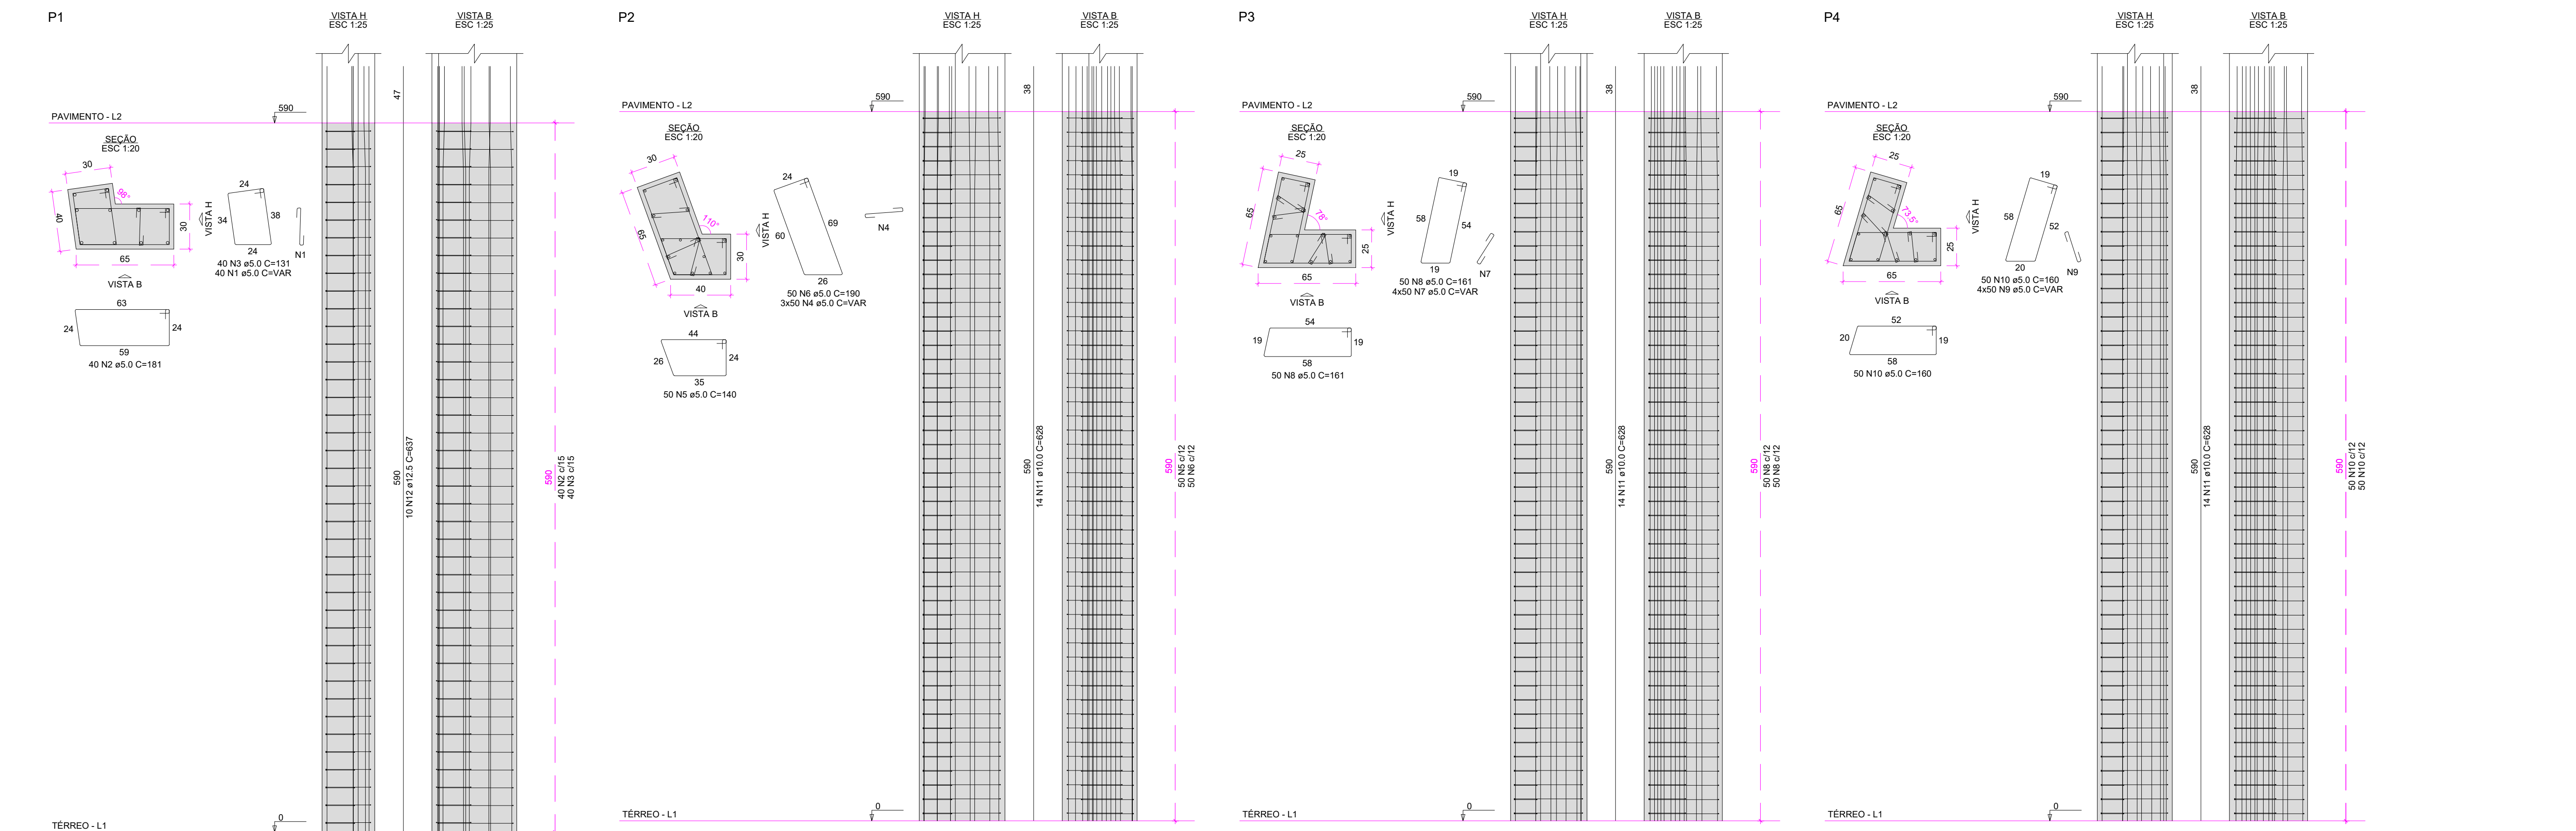 P1
VISTA H
ESC 1:25
VISTA B
ESC 1:25
47
590
PAVIMENTO - L2
SEÇÃO
ESC 1:20
30
98°
40
30
65
VISTA H
VISTA B
24
34
38
24
N1
40 N3 ø5.0 C=131
40 N1 ø5.0 C=VAR
63
24
24
59
40 N2 ø5.0 C=181
590
10 N12 ø12.5 C=637
590
40 N2 c/15
40 N3 c/15
0
TÉRREO - L1
P2
VISTA H
ESC 1:25
VISTA B
ESC 1:25
38
590
PAVIMENTO - L2
SEÇÃO
ESC 1:20
30
110°
65
30
40
VISTA H
VISTA B
24
60
69
26
N4
50 N6 ø5.0 C=190
3x50 N4 ø5.0 C=VAR
44
26
24
35
50 N5 ø5.0 C=140
590
14 N11 ø10.0 C=628
590
50 N5 c/12
50 N6 c/12
0
TÉRREO - L1
P3
VISTA H
ESC 1:25
VISTA B
ESC 1:25
38
590
PAVIMENTO - L2
SEÇÃO
ESC 1:20
25
78°
65
25
65
VISTA H
VISTA B
19
58
54
19
N7
50 N8 ø5.0 C=161
4x50 N7 ø5.0 C=VAR
54
19
19
58
50 N8 ø5.0 C=161
590
14 N11 ø10.0 C=628
590
50 N8 c/12
50 N8 c/12
0
TÉRREO - L1
P4
VISTA H
ESC 1:25
VISTA B
ESC 1:25
38
590
PAVIMENTO - L2
SEÇÃO
ESC 1:20
25
73.5°
65
25
65
VISTA H
VISTA B
19
58
52
20
N9
50 N10 ø5.0 C=160
4x50 N9 ø5.0 C=VAR
52
20
19
58
50 N10 ø5.0 C=160
590
14 N11 ø10.0 C=628
590
50 N10 c/12
50 N10 c/12
0
TÉRREO - L1